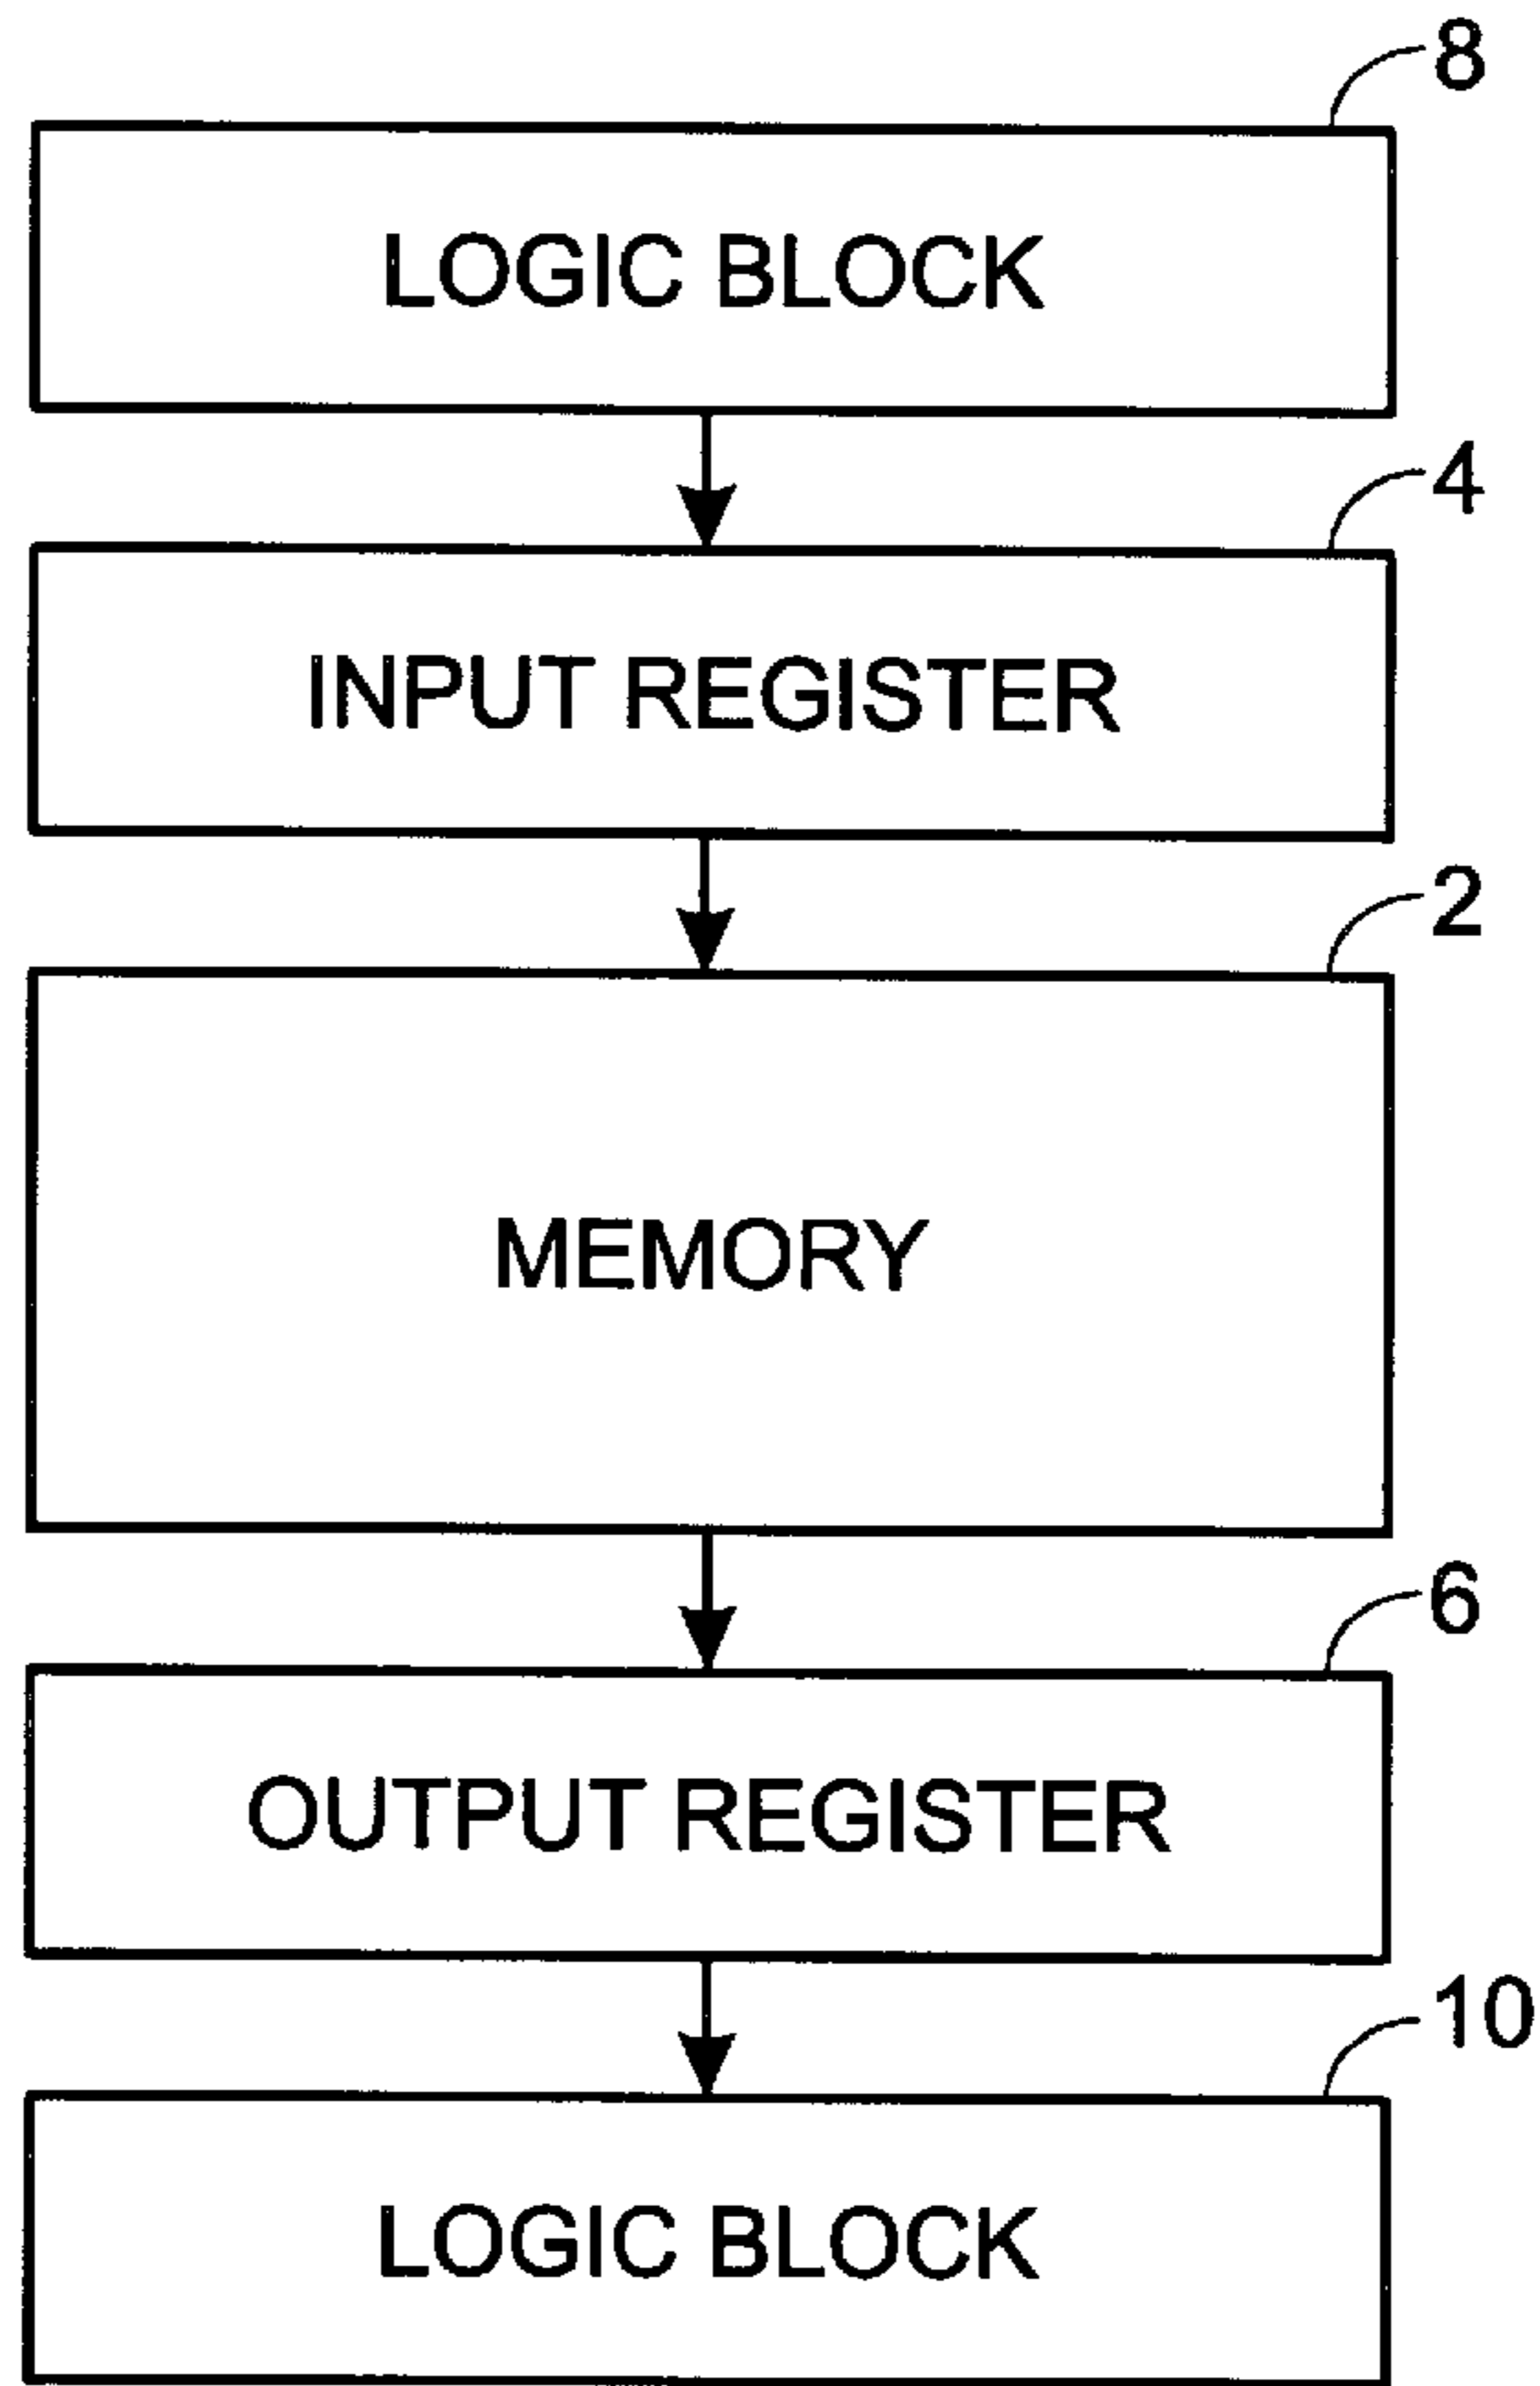 8
LOGIC BLOCK
4
INPUT REGISTER
2
MEMORY
6
OUTPUT REGISTER
10
LOGIC BLOCK